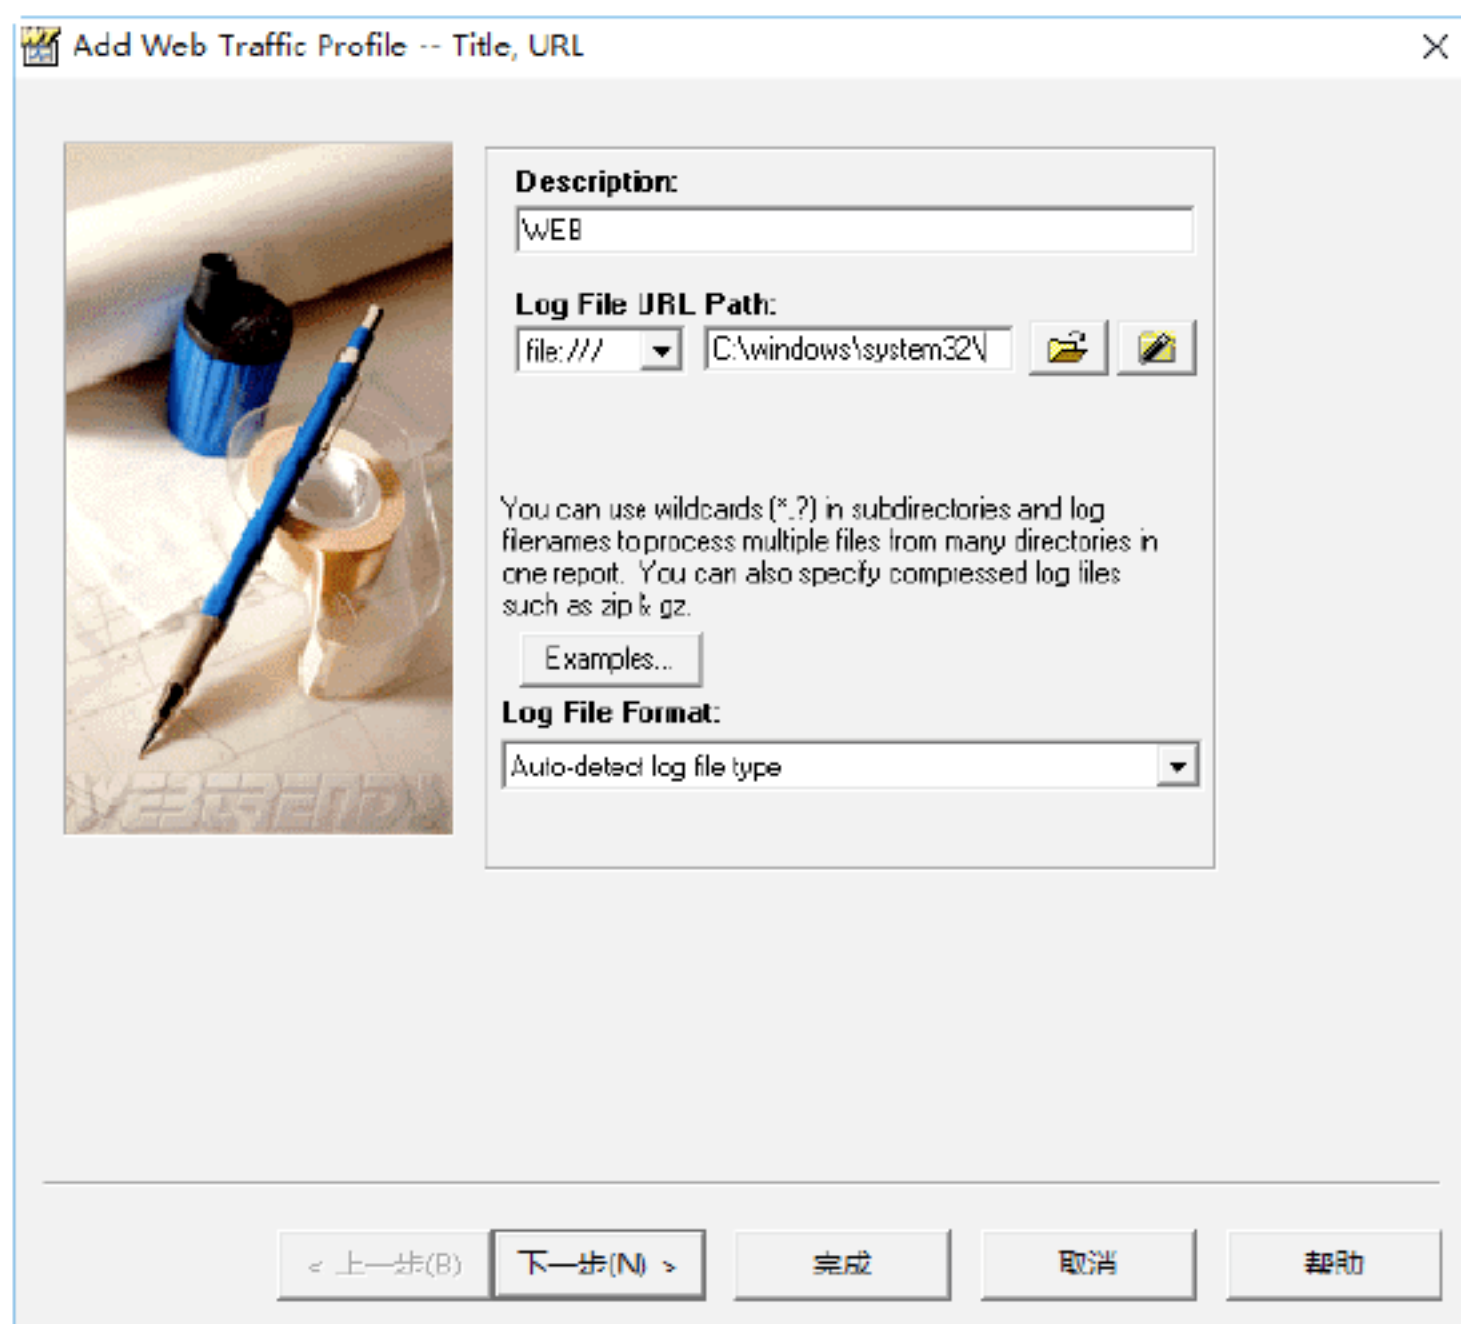 Add Web Traffic Profile -- Title, URL
Description:
WEB
Log File URL Path:
file:///
C:\windows\system32\
You can use wildcards (*.?) in subdirectories and log
filenames to process multiple files from many directories in
one report. You can also specify compressed log files
such as zip & gz.
Examples...
Log File Format:
Auto-detect log file type
WEBTRENDS
< 上一步(B)
下一步(N) >
完成
取消
帮助